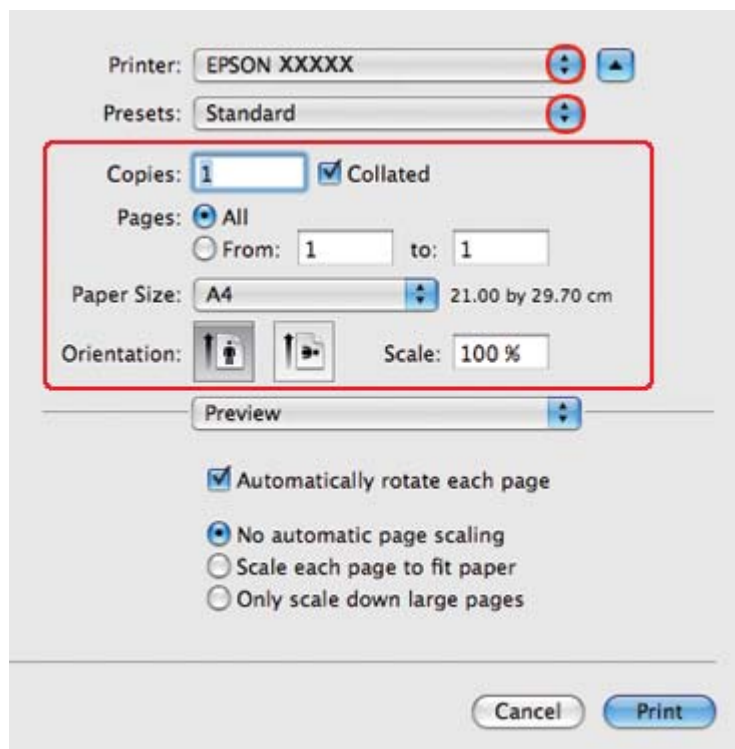 Printer: EPSON XXXXX
Presets: Standard
Copies: 1 Collated
Pages: All
From: 1 to: 1
Paper Size: A4 21.00 by 29.70 cm
Orientation: Scale: 100 %
Preview
Automatically rotate each page
No automatic page scaling
Scale each page to fit paper
Only scale down large pages
Cancel Print